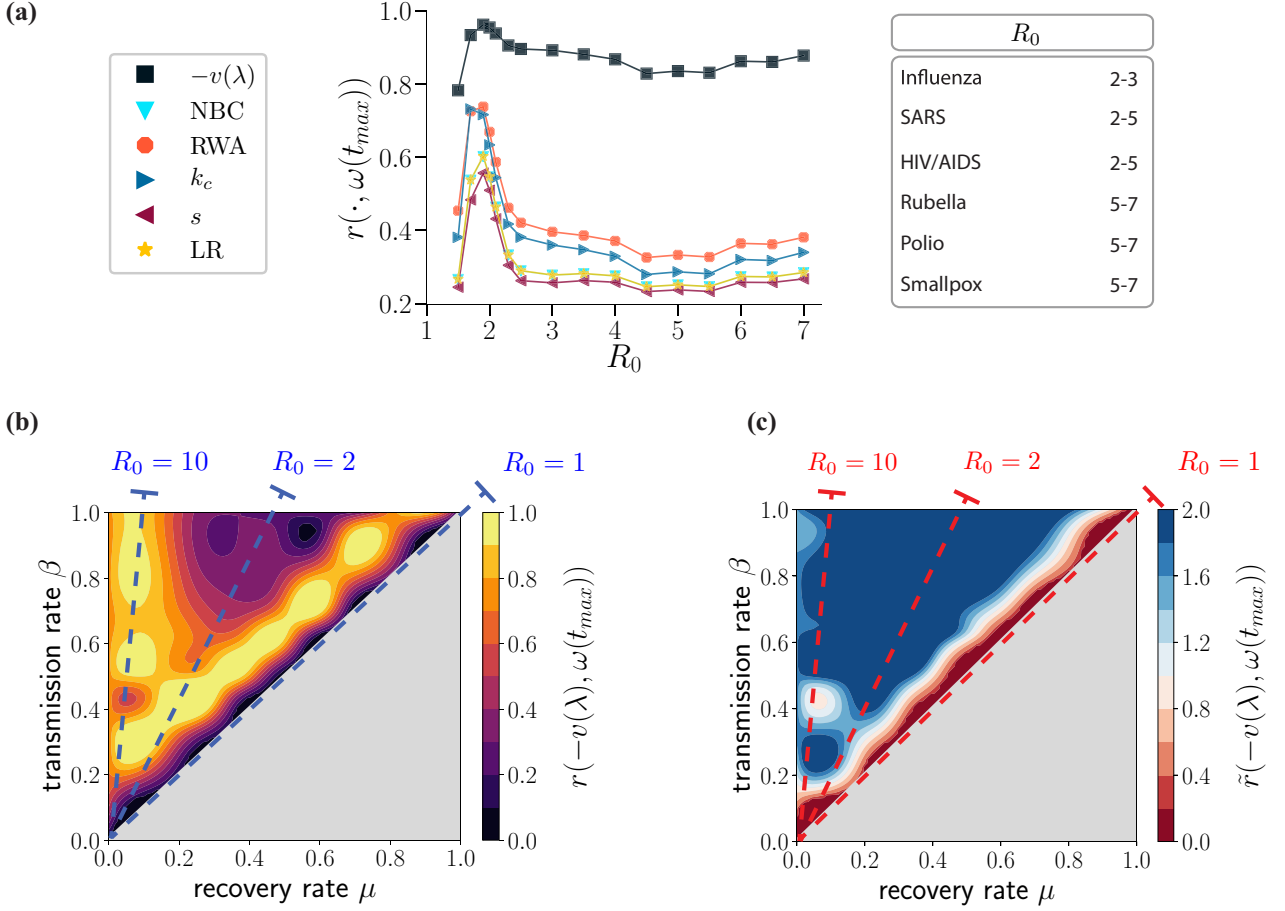 (a)
−v(λ)
NBC
RWA
k_c
s
LR
r(·, ω(t_max))
1.0
0.8
0.6
0.4
0.2
1 2 3 4 5 6 7
R_0
R_0
Influenza 2-3
SARS 2-5
HIV/AIDS 2-5
Rubella 5-7
Polio 5-7
Smallpox 5-7
(b)
R_0 = 10
R_0 = 2
R_0 = 1
transmission rate β
1.0
0.8
0.6
0.4
0.2
0.0
0.0 0.2 0.4 0.6 0.8 1.0
recovery rate μ
1.0
0.8
0.6
0.4
0.2
0.0
r(−v(λ), ω(t_max))
(c)
R_0 = 10
R_0 = 2
R_0 = 1
transmission rate β
1.0
0.8
0.6
0.4
0.2
0.0
0.0 0.2 0.4 0.6 0.8 1.0
recovery rate μ
2.0
1.6
1.2
0.8
0.4
0.0
r̃(−v(λ), ω(t_max))